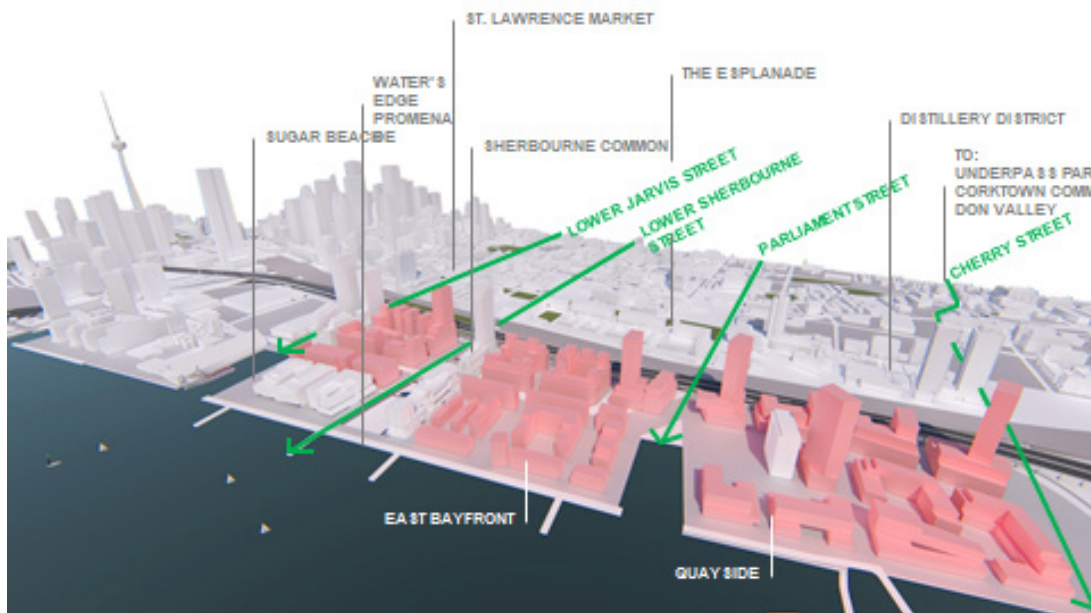 ST. LAWRENCE MARKET
WATER'S
EDGE
PROMENA
DE
SUGAR BEACH
SHERBOURNE COMMON
THE ESPLANADE
DISTILLERY DISTRICT
TO:
UNDERPASS PAR
CORKTOWN COMM
DON VALLEY
LOWER JARVIS STREET
LOWER SHERBOURNE
STREET
PARLIAMENT STREET
CHERRY STREET
EAST BAYFRONT
QUAYSIDE